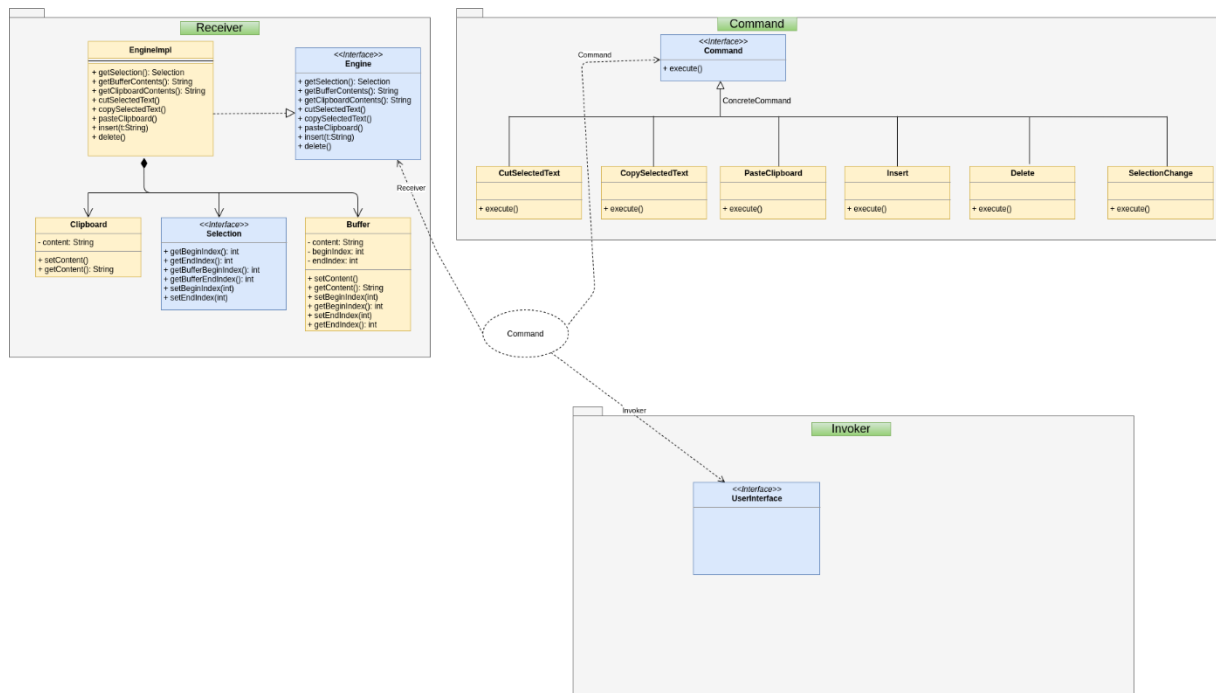 Receiver
EngineImpl
+ getSelection(): Selection
+ getBufferContents(): String
+ getClipboardContents(): String
+ cutSelectedText()
+ copySelectedText()
+ pasteClipboard()
+ insert(t:String)
+ delete()
<<Interface>>
Engine
+ getSelection(): Selection
+ getBufferContents(): String
+ getClipboardContents(): String
+ cutSelectedText()
+ copySelectedText()
+ pasteClipboard()
+ insert(t:String)
+ delete()
Clipboard
- content: String
+ setContent()
+ getContent(): String
<<Interface>>
Selection
+ getBeginIndex(): int
+ getEndIndex(): int
+ getBufferBeginIndex(): int
+ getBufferEndIndex(): int
+ setBeginIndex(int)
+ setEndIndex(int)
Buffer
- content: String
- beginIndex: int
- endIndex: int
+ setContent()
+ getContent(): String
+ setBeginIndex(int)
+ getBeginIndex(): int
+ setEndIndex(int)
+ getEndIndex(): int
Receiver
Command
Command
<<Interface>>
Command
+ execute()
ConcreteCommand
CutSelectedText
+ execute()
CopySelectedText
+ execute()
PasteClipboard
+ execute()
Insert
+ execute()
Delete
+ execute()
SelectionChange
+ execute()
Command
Invoker
Invoker
<<Interface>>
UserInterface